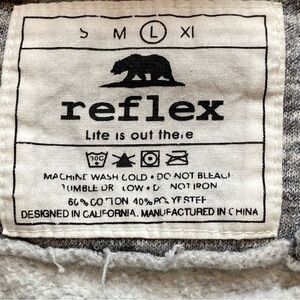 S M L XL
reflex
Life is out there
30C
MACHINE WASH COLD • DO NOT BLEACH
TUMBLE DRY LOW • DO NOT IRON
60% COTTON 40% POLYESTER
DESIGNED IN CALIFORNIA. MANUFACTURED IN CHINA